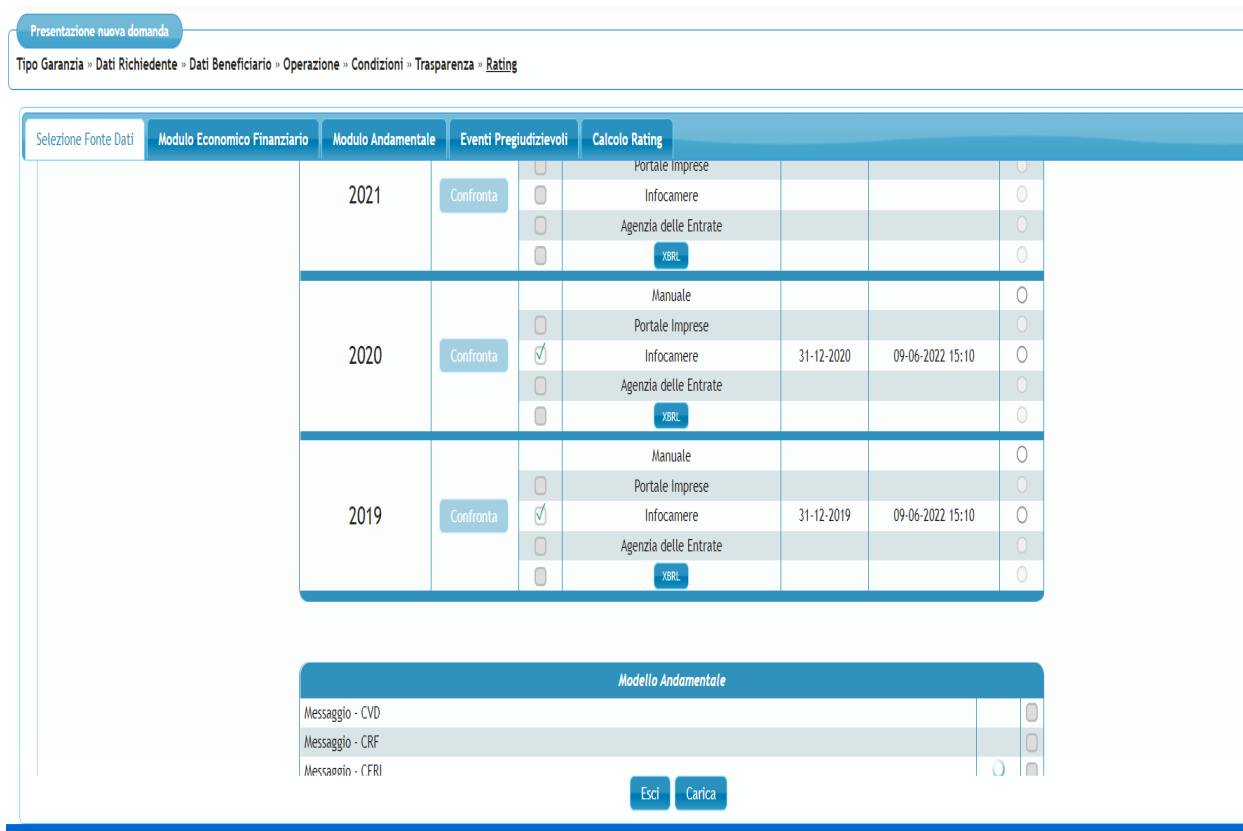 Presentazione nuova domanda
Tipo Garanzia » Dati Richiedente » Dati Beneficiario » Operazione » Condizioni » Trasparenza » Rating
Selezione Fonte Dati Modulo Economico Finanziario Modulo Andamentale Eventi Pregiudizievoli Calcolo Rating
Portale Imprese
2021 Confronta Infocamere
Agenzia delle Entrate
XBRL
Manuale
Portale Imprese
2020 Confronta Infocamere 31-12-2020 09-06-2022 15:10
Agenzia delle Entrate
XBRL
Manuale
Portale Imprese
2019 Confronta Infocamere 31-12-2019 09-06-2022 15:10
Agenzia delle Entrate
XBRL
Modello Andamentale
Messaggio - CVD
Messaggio - CRF
Messaggio - CERI
Esci Carica